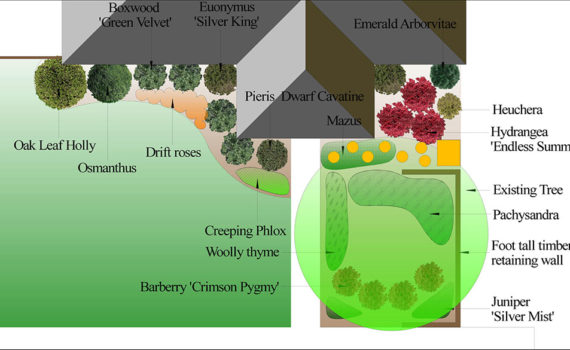 Boxwood
'Green Velvet'
Euonymus
'Silver King'
Emerald Arborvitae
Pieris Dwarf Cavatine
Mazus
Heuchera
Hydrangea
'Endless Summ
Oak Leaf Holly
Osmanthus
Drift roses
Existing Tree
Pachysandra
Creeping Phlox
Woolly thyme
Foot tall timber
retaining wall
Barberry 'Crimson Pygmy'
Juniper
'Silver Mist'